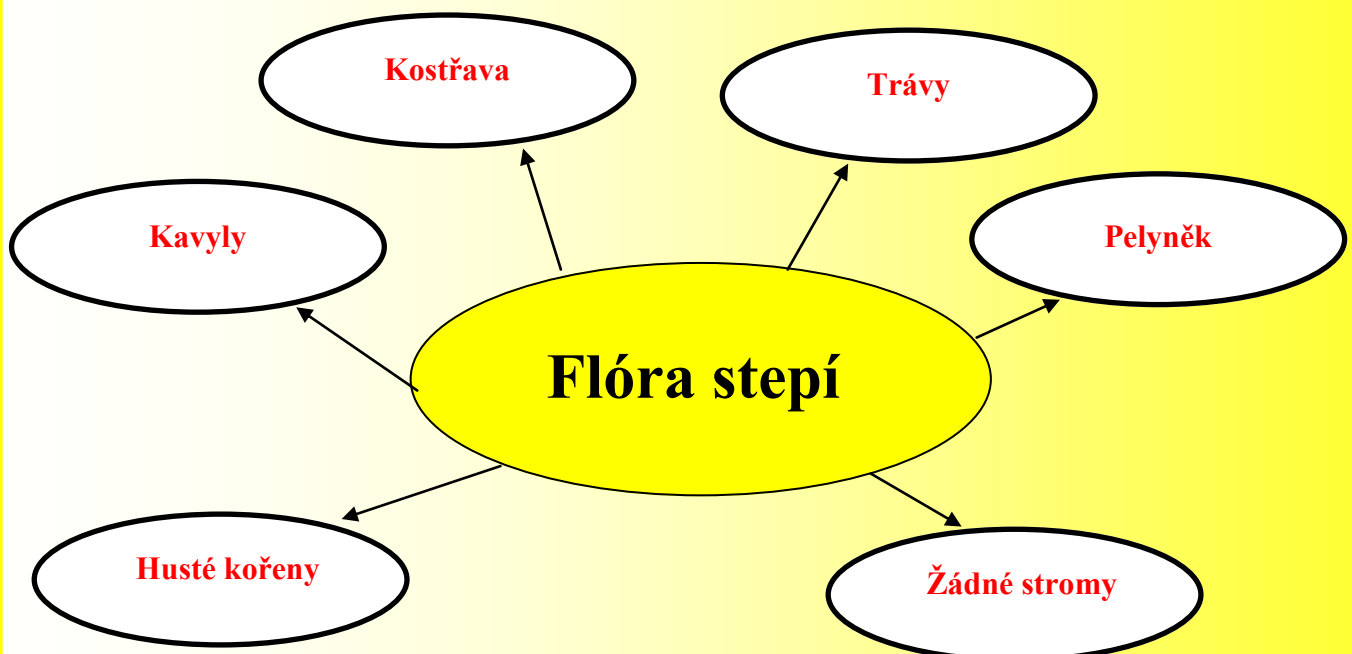 Kostřava
Trávy
Kavyly
Pelyněk
Flóra stepí
Husté kořeny
Žádné stromy